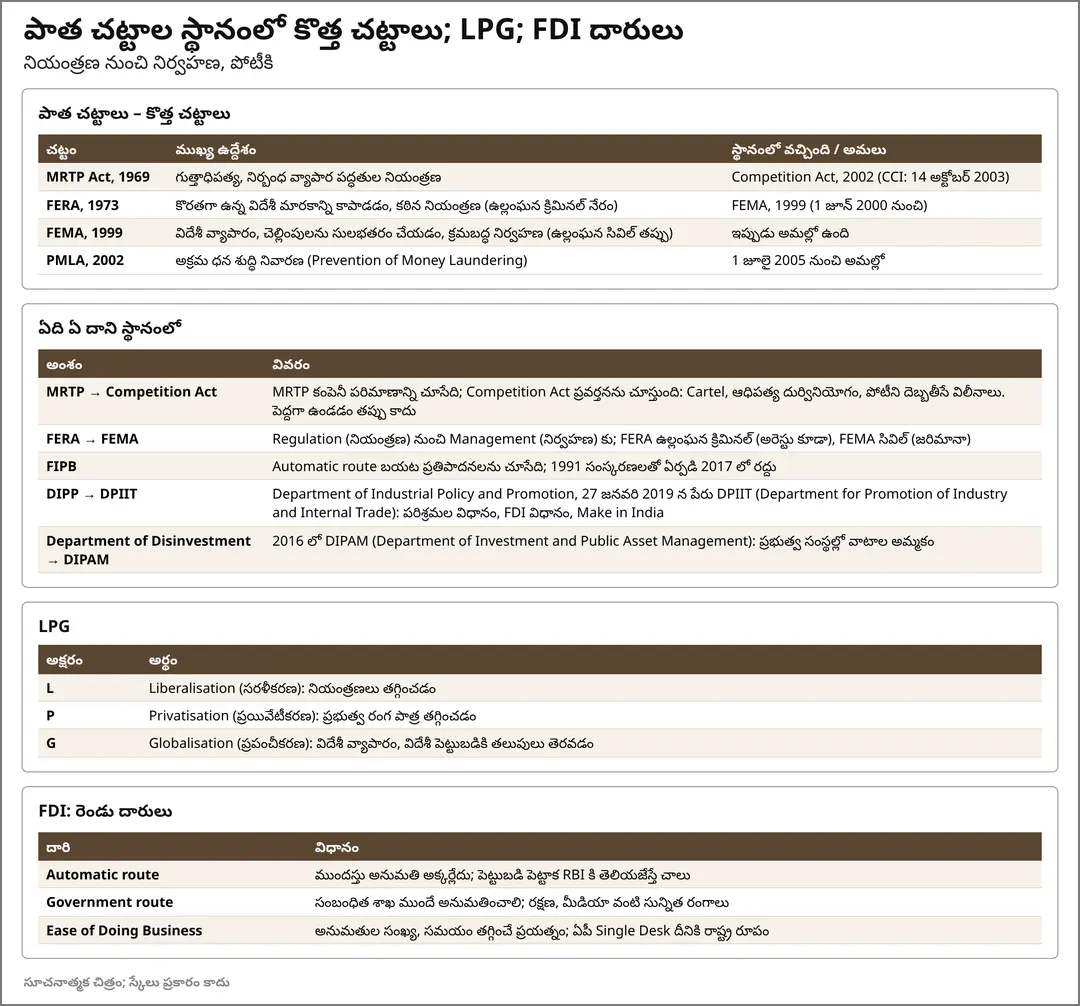 పాత చట్టాల స్థానంలో కొత్త చట్టాలు; LPG; FDI దారులు
నియంత్రణ నుంచి నిర్వహణ, పోటీకి
పాత చట్టాలు – కొత్త చట్టాలు
చట్టం ముఖ్య ఉద్దేశం స్థానంలో వచ్చింది / అమలు
MRTP Act, 1969 గుత్తాధిపత్య, నిర్బంధ వ్యాపార పద్ధతుల నియంత్రణ Competition Act, 2002 (CCI: 14 అక్టోబర్ 2003)
FERA, 1973 కొరతగా ఉన్న విదేశీ మారకాన్ని కాపాడడం, కఠిన నియంత్రణ (ఉల్లంఘన క్రిమినల్ నేరం) FEMA, 1999 (1 జూన్ 2000 నుంచి)
FEMA, 1999 విదేశీ వ్యాపారం, చెల్లింపులను సులభతరం చేయడం, క్రమబద్ధ నిర్వహణ (ఉల్లంఘన సివిల్ తప్పు) ఇప్పుడు అమల్లో ఉంది
PMLA, 2002 అక్రమ ధన శుద్ధి నివారణ (Prevention of Money Laundering) 1 జూలై 2005 నుంచి అమల్లో
ఏది ఏ దాని స్థానంలో
అంశం వివరం
MRTP → Competition Act MRTP కంపెనీ పరిమాణాన్ని చూసేది; Competition Act ప్రవర్తనను చూస్తుంది: Cartel, ఆధిపత్య దుర్వినియోగం, పోటీని దెబ్బతీసే విలీనాలు.
పెద్దగా ఉండడం తప్పు కాదు
FERA → FEMA Regulation (నియంత్రణ) నుంచి Management (నిర్వహణ) కు; FERA ఉల్లంఘన క్రిమినల్ (అరెస్టు కూడా), FEMA సివిల్ (జరిమానా)
FIPB Automatic route బయట ప్రతిపాదనలను చూసేది; 1991 సంస్కరణలతో ఏర్పడి 2017 లో రద్దు
DIPP → DPIIT Department of Industrial Policy and Promotion, 27 జనవరి 2019 న పేరు DPIIT (Department for Promotion of Industry
and Internal Trade): పరిశ్రమల విధానం, FDI విధానం, Make in India
Department of Disinvestment 2016 లో DIPAM (Department of Investment and Public Asset Management): ప్రభుత్వ సంస్థల్లో వాటాల అమ్మకం
→ DIPAM
LPG
అక్షరం అర్థం
L Liberalisation (సరళీకరణ): నియంత్రణలు తగ్గించడం
P Privatisation (ప్రయివేటీకరణ): ప్రభుత్వ రంగ పాత్ర తగ్గించడం
G Globalisation (ప్రపంచీకరణ): విదేశీ వ్యాపారం, విదేశీ పెట్టుబడికి తలుపులు తెరవడం
FDI: రెండు దారులు
దారి విధానం
Automatic route ముందస్తు అనుమతి అక్కర్లేదు; పెట్టుబడి పెట్టాక RBI కి తెలియజేస్తే చాలు
Government route సంబంధిత శాఖ ముందే అనుమతించాలి; రక్షణ, మీడియా వంటి సున్నిత రంగాలు
Ease of Doing Business అనుమతుల సంఖ్య, సమయం తగ్గించే ప్రయత్నం; ఏపీ Single Desk దీనికి రాష్ట్ర రూపం
సూచనాత్మక చిత్రం; స్కేలు ప్రకారం కాదు